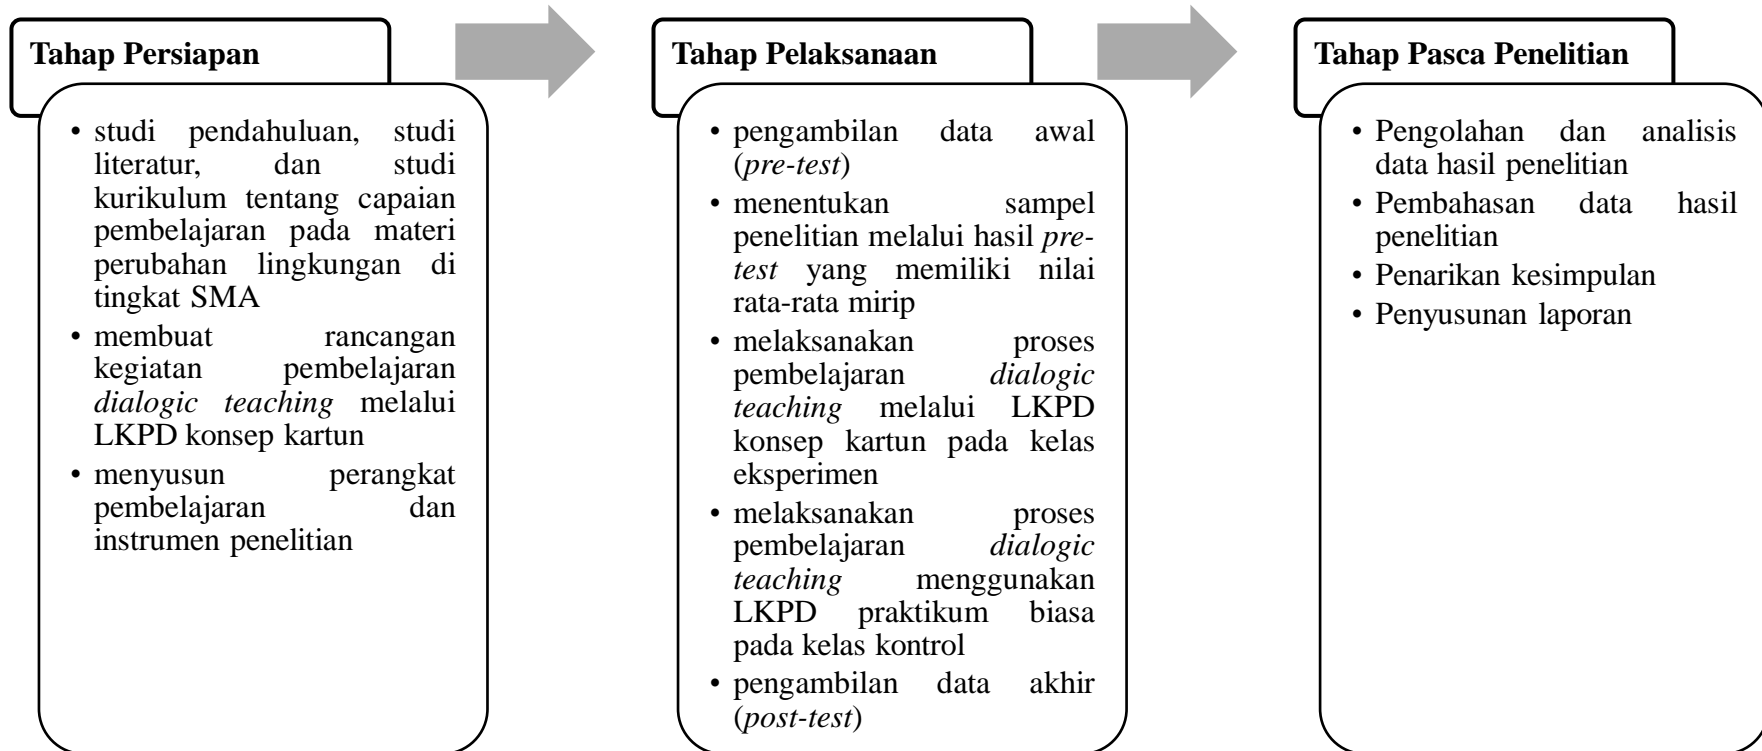 Tahap Persiapan
• studi pendahuluan, studi
literatur, dan studi
kurikulum tentang capaian
pembelajaran pada materi
perubahan lingkungan di
tingkat SMA
• membuat rancangan
kegiatan pembelajaran
dialogic teaching melalui
LKPD konsep kartun
• menyusun perangkat
pembelajaran dan
instrumen penelitian
Tahap Pelaksanaan
• pengambilan data awal
(pre-test)
• menentukan sampel
penelitian melalui hasil pre-
test yang memiliki nilai
rata-rata mirip
• melaksanakan proses
pembelajaran dialogic
teaching melalui LKPD
konsep kartun pada kelas
eksperimen
• melaksanakan proses
pembelajaran dialogic
teaching menggunakan
LKPD praktikum biasa
pada kelas kontrol
• pengambilan data akhir
(post-test)
Tahap Pasca Penelitian
• Pengolahan dan analisis
data hasil penelitian
• Pembahasan data hasil
penelitian
• Penarikan kesimpulan
• Penyusunan laporan